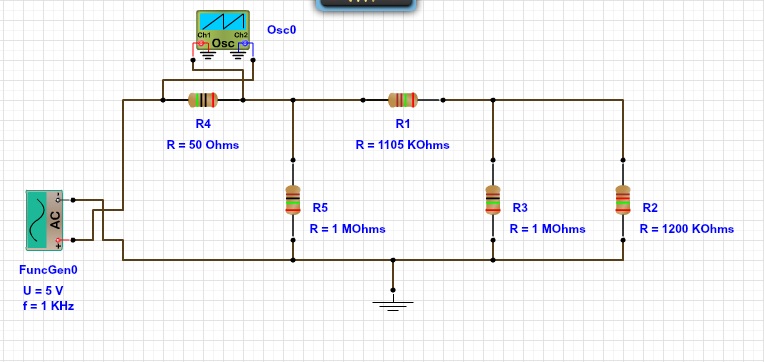 Osc0
Ch1 Ch2
Osc
R4
R = 50 Ohms
R1
R = 1105 KOhms
AC
-
+
R5
R = 1 MOhms
R3
R = 1 MOhms
R2
R = 1200 KOhms
FuncGen0
U = 5 V
f = 1 KHz